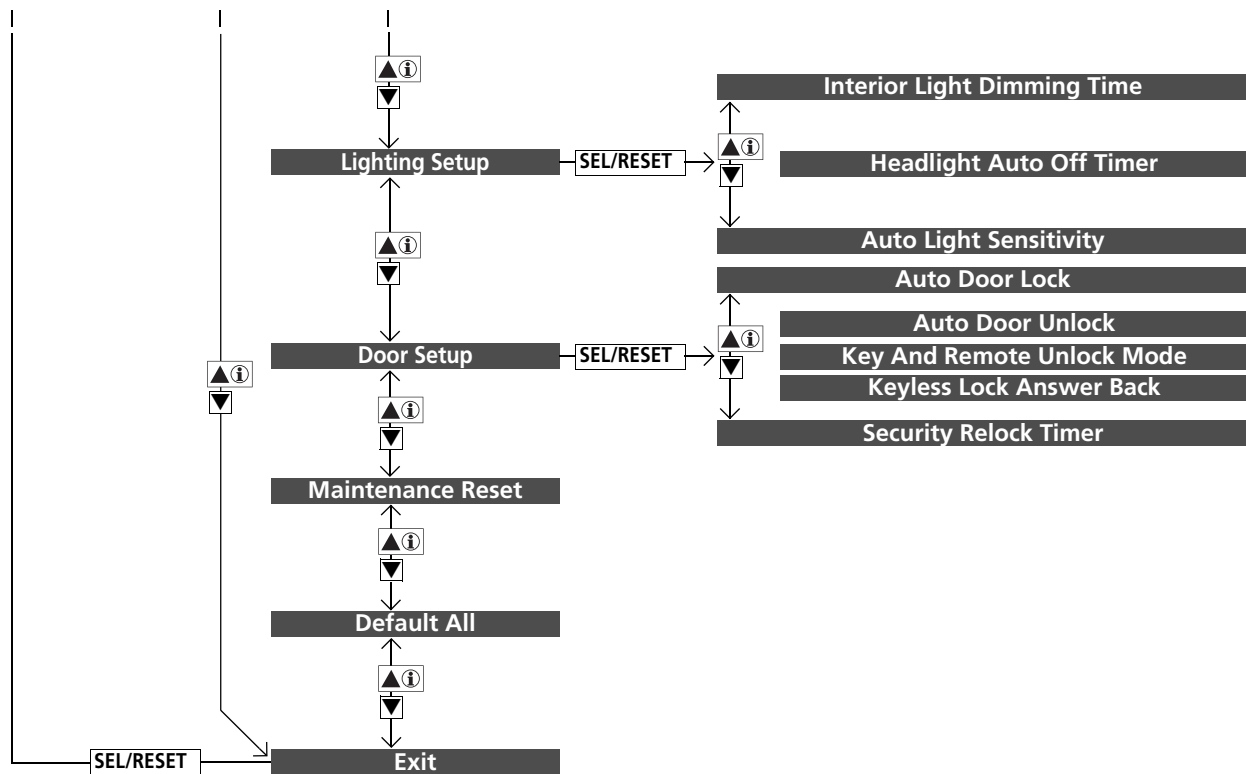 ▲ⓘ
▼
Interior Light Dimming Time
Lighting Setup
SEL/RESET
▲ⓘ
▼
Headlight Auto Off Timer
▲ⓘ
▼
Auto Light Sensitivity
Auto Door Lock
Door Setup
SEL/RESET
▲ⓘ
▼
Auto Door Unlock
Key And Remote Unlock Mode
Keyless Lock Answer Back
Security Relock Timer
▲ⓘ
▼
▲ⓘ
▼
Maintenance Reset
▲ⓘ
▼
Default All
▲ⓘ
▼
SEL/RESET
Exit